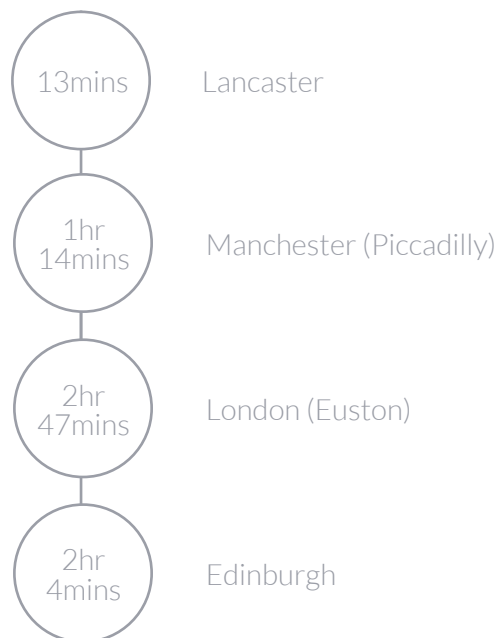 13mins
Lancaster
1hr
14mins
Manchester (Piccadilly)
2hr
47mins
London (Euston)
2hr
4mins
Edinburgh